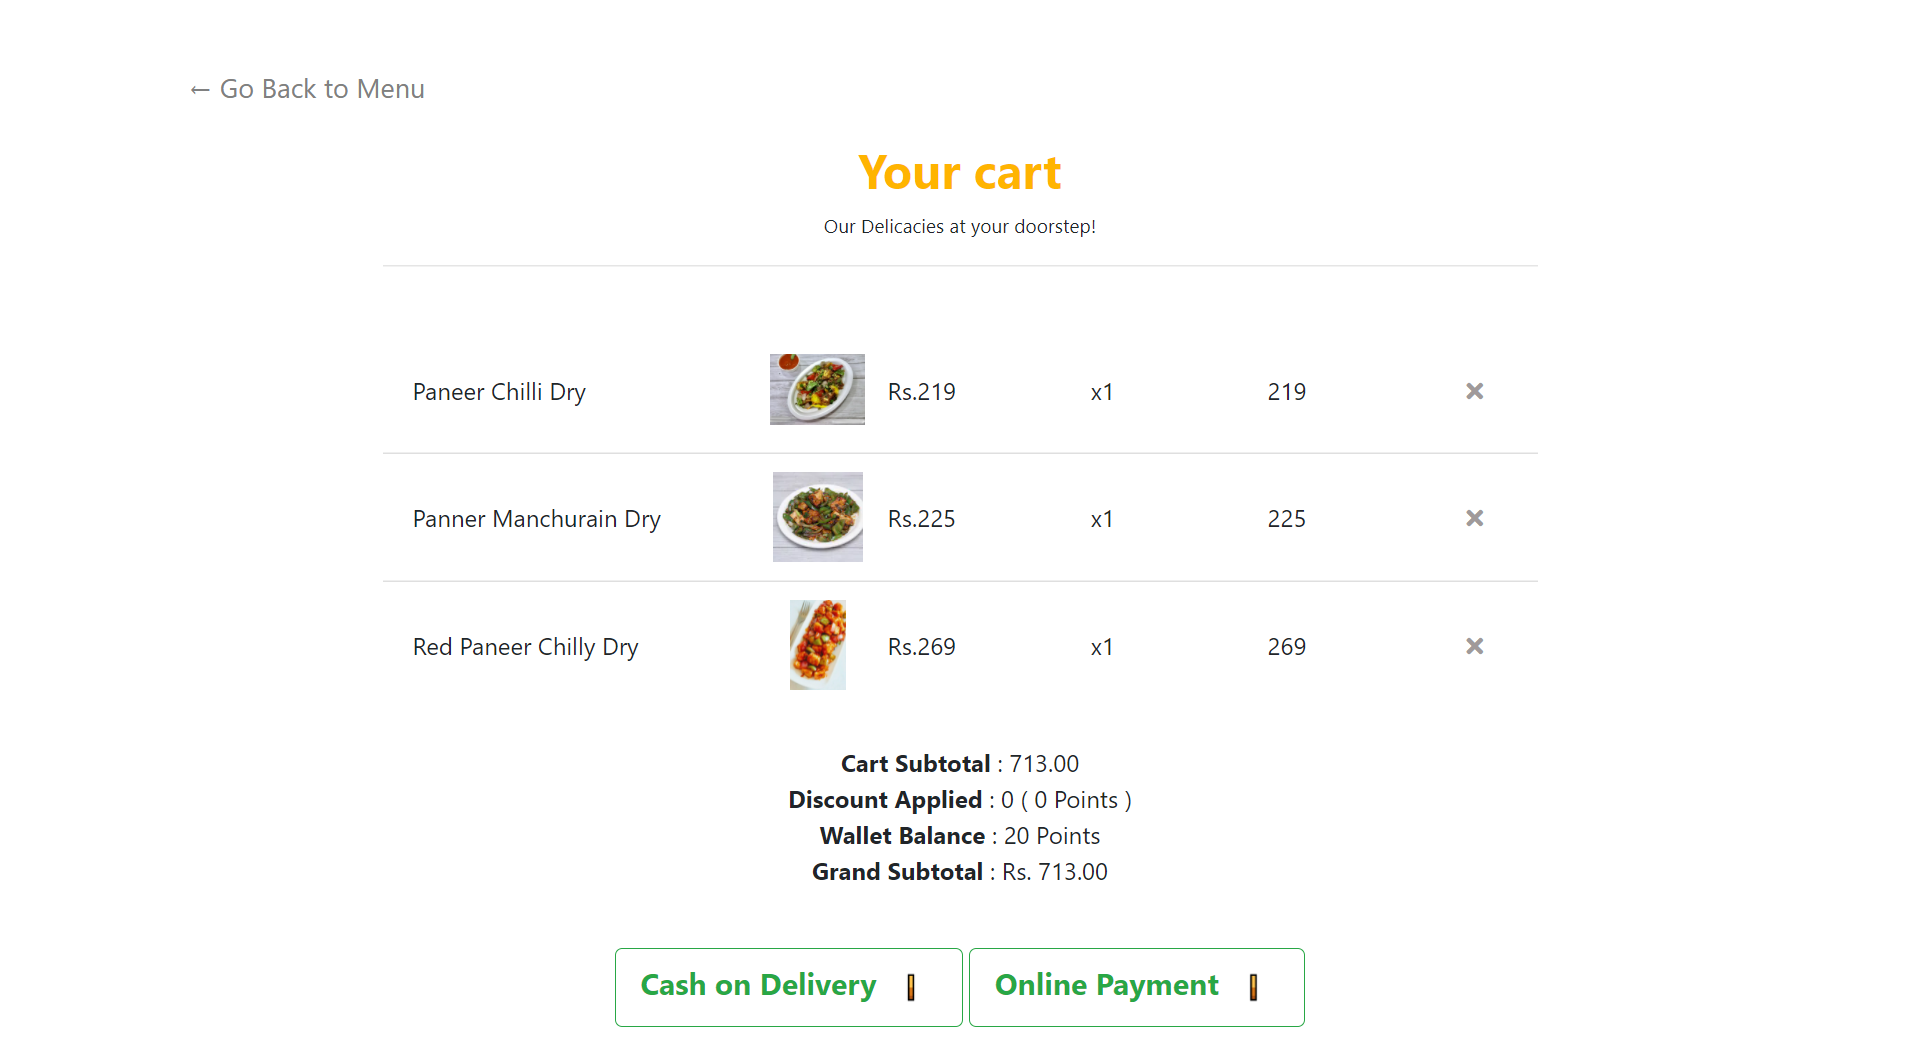 ← Go Back to Menu
Your cart
Our Delicacies at your doorstep!
Paneer Chilli Dry Rs.219 x1 219 ×
Panner Manchurain Dry Rs.225 x1 225 ×
Red Paneer Chilly Dry Rs.269 x1 269 ×
Cart Subtotal : 713.00
Discount Applied : 0 ( 0 Points )
Wallet Balance : 20 Points
Grand Subtotal : Rs. 713.00
Cash on Delivery Online Payment